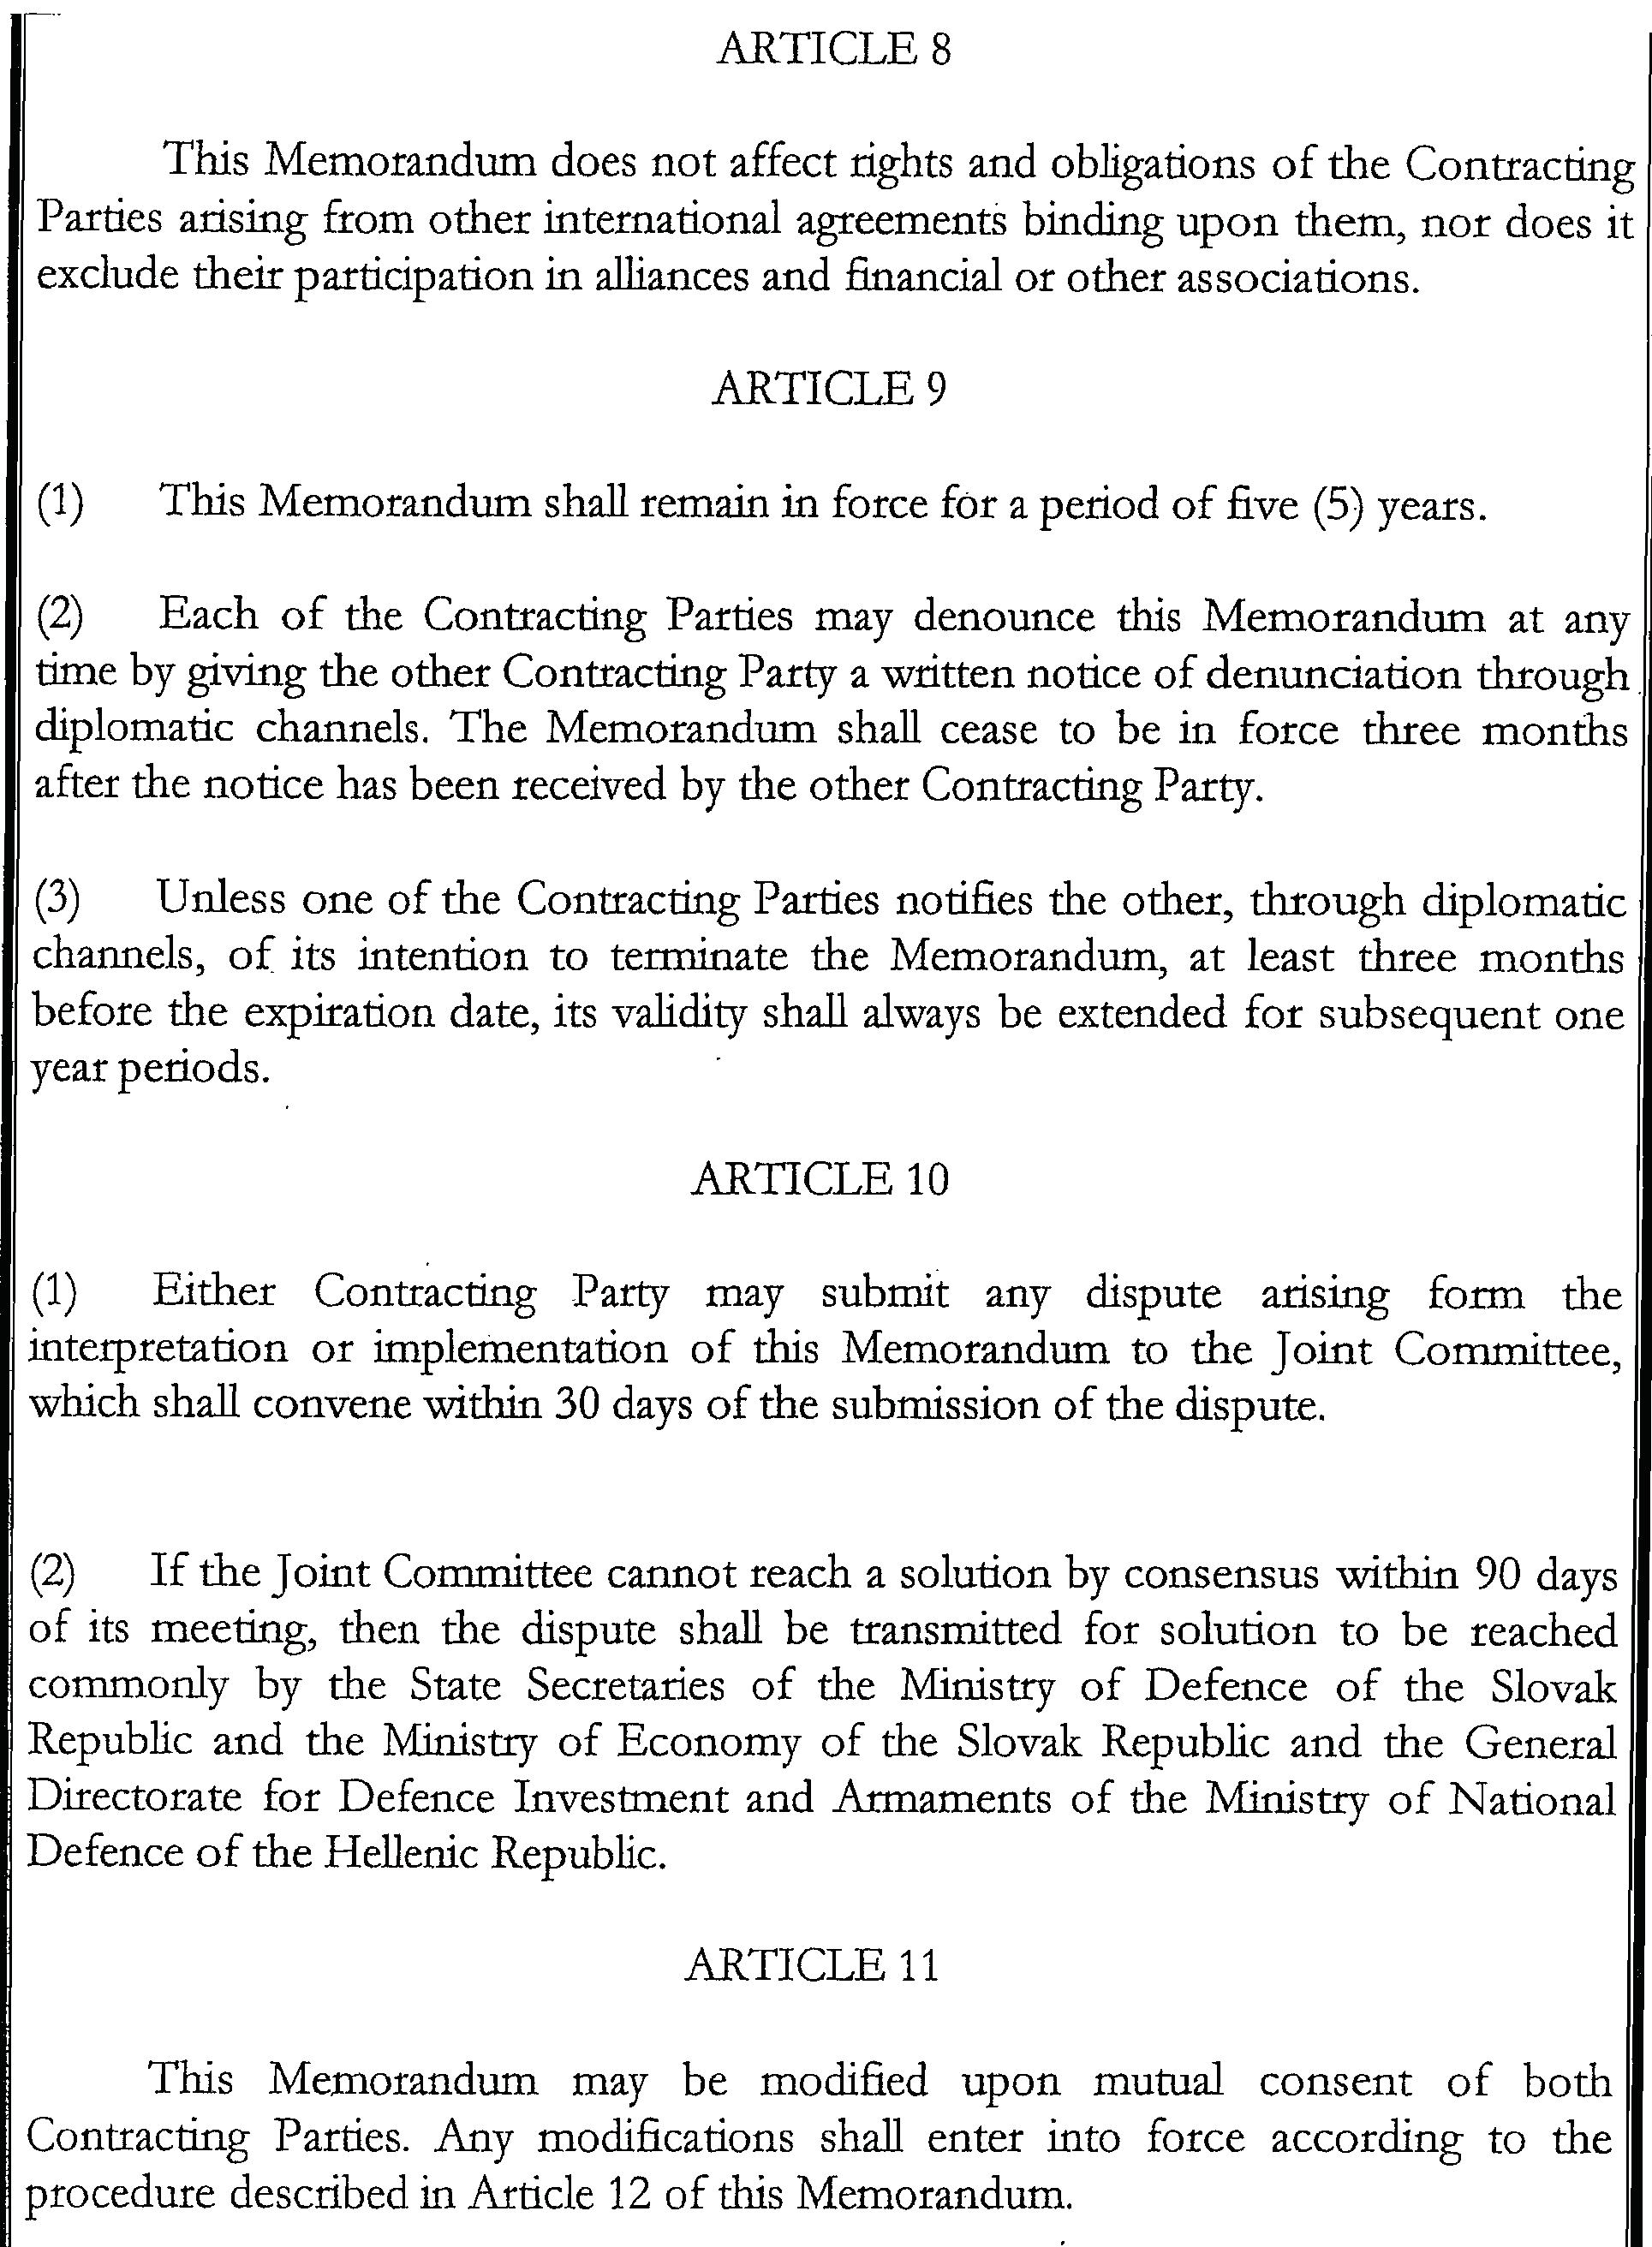 ARTICLE 8
This Memorandum does not affect rights and obligations of the Contracting
Parties arising from other international agreements binding upon them, nor does it
exclude their participation in alliances and financial or other associations.
ARTICLE 9
(1) This Memorandum shall remain in force for a period of five (5) years.
(2) Each of the Contracting Parties may denounce this Memorandum at any
time by giving the other Contracting Party a written notice of denunciation through
diplomatic channels. The Memorandum shall cease to be in force three months
after the notice has been received by the other Contracting Party.
(3) Unless one of the Contracting Parties notifies the other, through diplomatic
channels, of its intention to terminate the Memorandum, at least three months
before the expiration date, its validity shall always be extended for subsequent one
year periods.
ARTICLE 10
(1) Either Contracting Party may submit any dispute arising form the
interpretation or implementation of this Memorandum to the Joint Committee,
which shall convene within 30 days of the submission of the dispute.
(2) If the Joint Committee cannot reach a solution by consensus within 90 days
of its meeting, then the dispute shall be transmitted for solution to be reached
commonly by the State Secretaries of the Ministry of Defence of the Slovak
Republic and the Ministry of Economy of the Slovak Republic and the General
Directorate for Defence Investment and Armaments of the Ministry of National
Defence of the Hellenic Republic.
ARTICLE 11
This Memorandum may be modified upon mutual consent of both
Contracting Parties. Any modifications shall enter into force according to the
procedure described in Article 12 of this Memorandum.